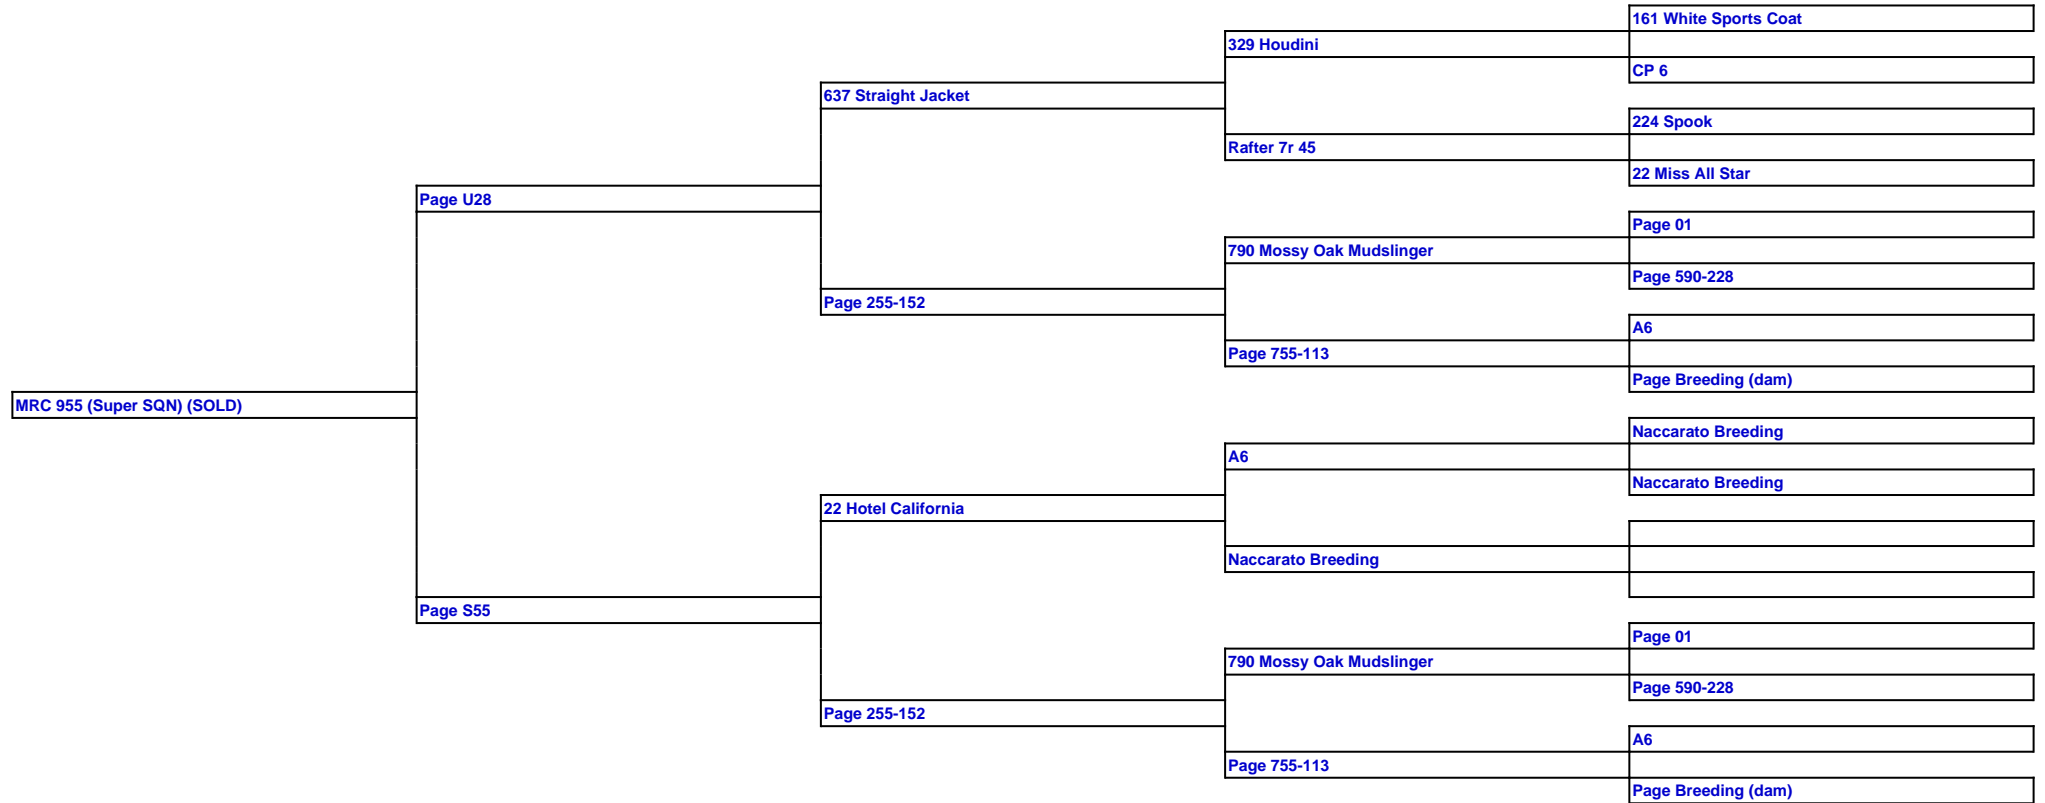 161 White Sports Coat
329 Houdini
CP 6
637 Straight Jacket
224 Spook
Rafter 7r 45
22 Miss All Star
Page U28
Page 01
790 Mossy Oak Mudslinger
Page 590-228
Page 255-152
A6
Page 755-113
Page Breeding (dam)
MRC 955 (Super SQN) (SOLD)
Naccarato Breeding
A6
Naccarato Breeding
22 Hotel California
Naccarato Breeding
Page S55
Page 01
790 Mossy Oak Mudslinger
Page 590-228
Page 255-152
A6
Page 755-113
Page Breeding (dam)